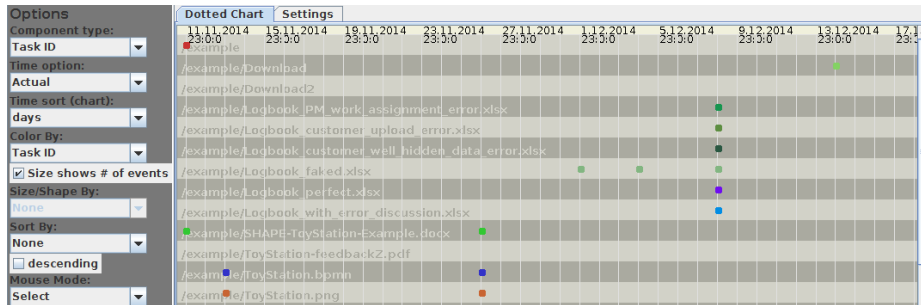 Options
Component type:
Task ID
Time option:
Actual
Time sort (chart):
days
Color By:
Task ID
Size shows # of events
Size/Shape By:
None
Sort By:
None
descending
Mouse Mode:
Select
Dotted Chart Settings
11.11.2014 15.11.2014 19.11.2014 23.11.2014 27.11.2014 1.12.2014 5.12.2014 9.12.2014 13.12.2014 17.1
23:0:0 23:0:0 23:0:0 23:0:0 23:0:0 23:0:0 23:0:0 23:0:0 23:0:0 23:
/example
/example/Download
/example/Download2
/example/Logbook_PM_work_assignment_error.xlsx
/example/Logbook_customer_upload_error.xlsx
/example/Logbook_customer_well_hidden_data_error.xlsx
/example/Logbook_faked.xlsx
/example/Logbook_perfect.xlsx
/example/Logbook_with_error_discussion.xlsx
/example/SHAPE-ToyStation-Example.docx
/example/ToyStation-feedback2.pdf
/example/ToyStation.bpmn
/example/ToyStation.png